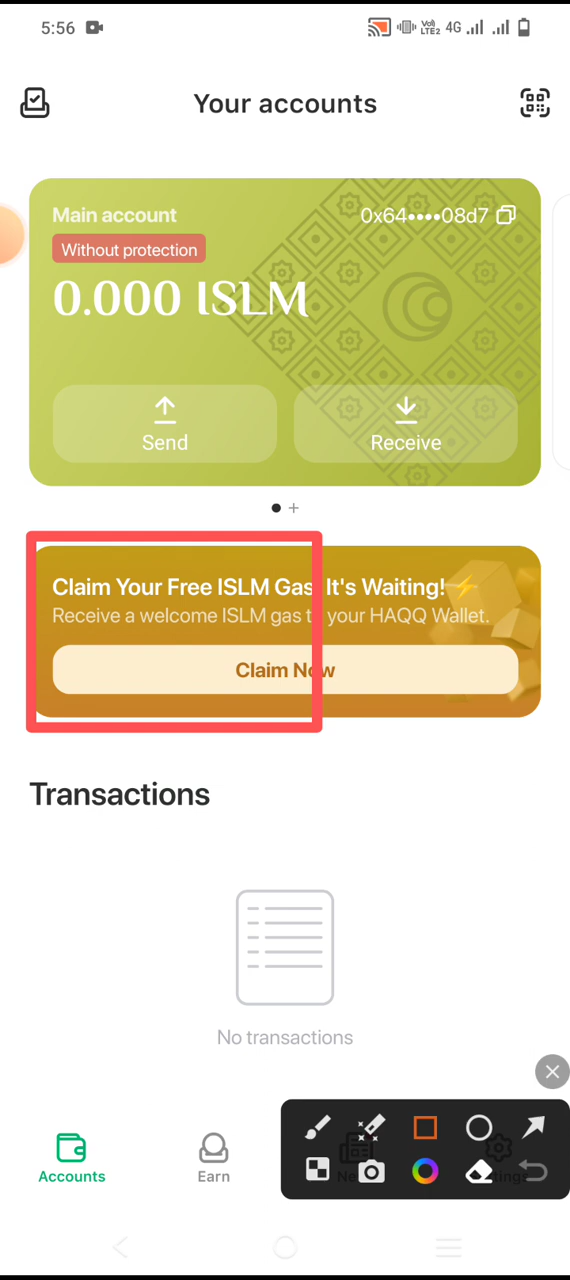 5:56
Vo)) LTE2 4G
Your accounts
Main account
0x64••••08d7
Without protection
0.000 ISLM
Send
Receive
Claim Your Free ISLM Gas It's Waiting! ⚡
Receive a welcome ISLM gas to your HAQQ Wallet.
Claim Now
Transactions
No transactions
Accounts
Earn